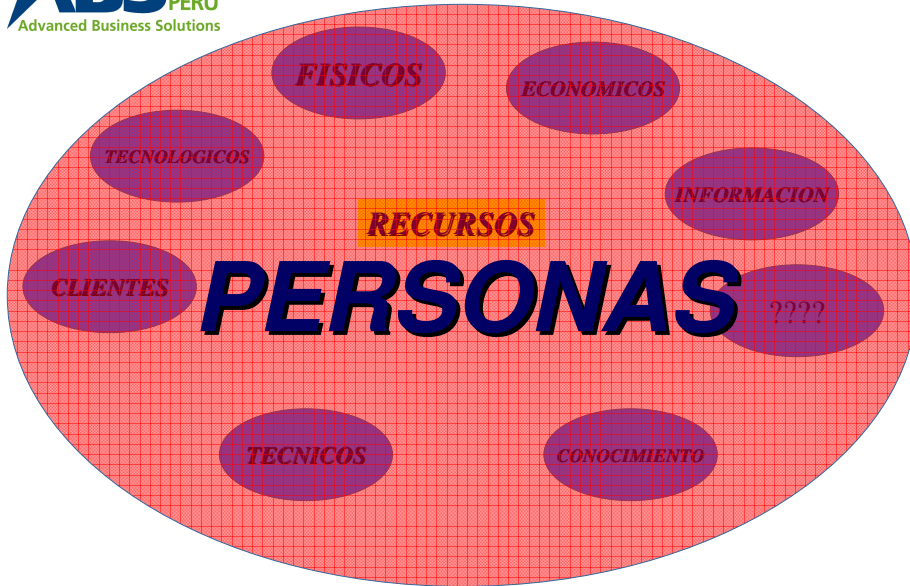 ABS
PERU
Advanced Business Solutions
FISICOS
ECONOMICOS
TECNOLOGICOS
INFORMACION
RECURSOS
CLIENTES
PERSONAS
????
TECNICOS
CONOCIMIENTO